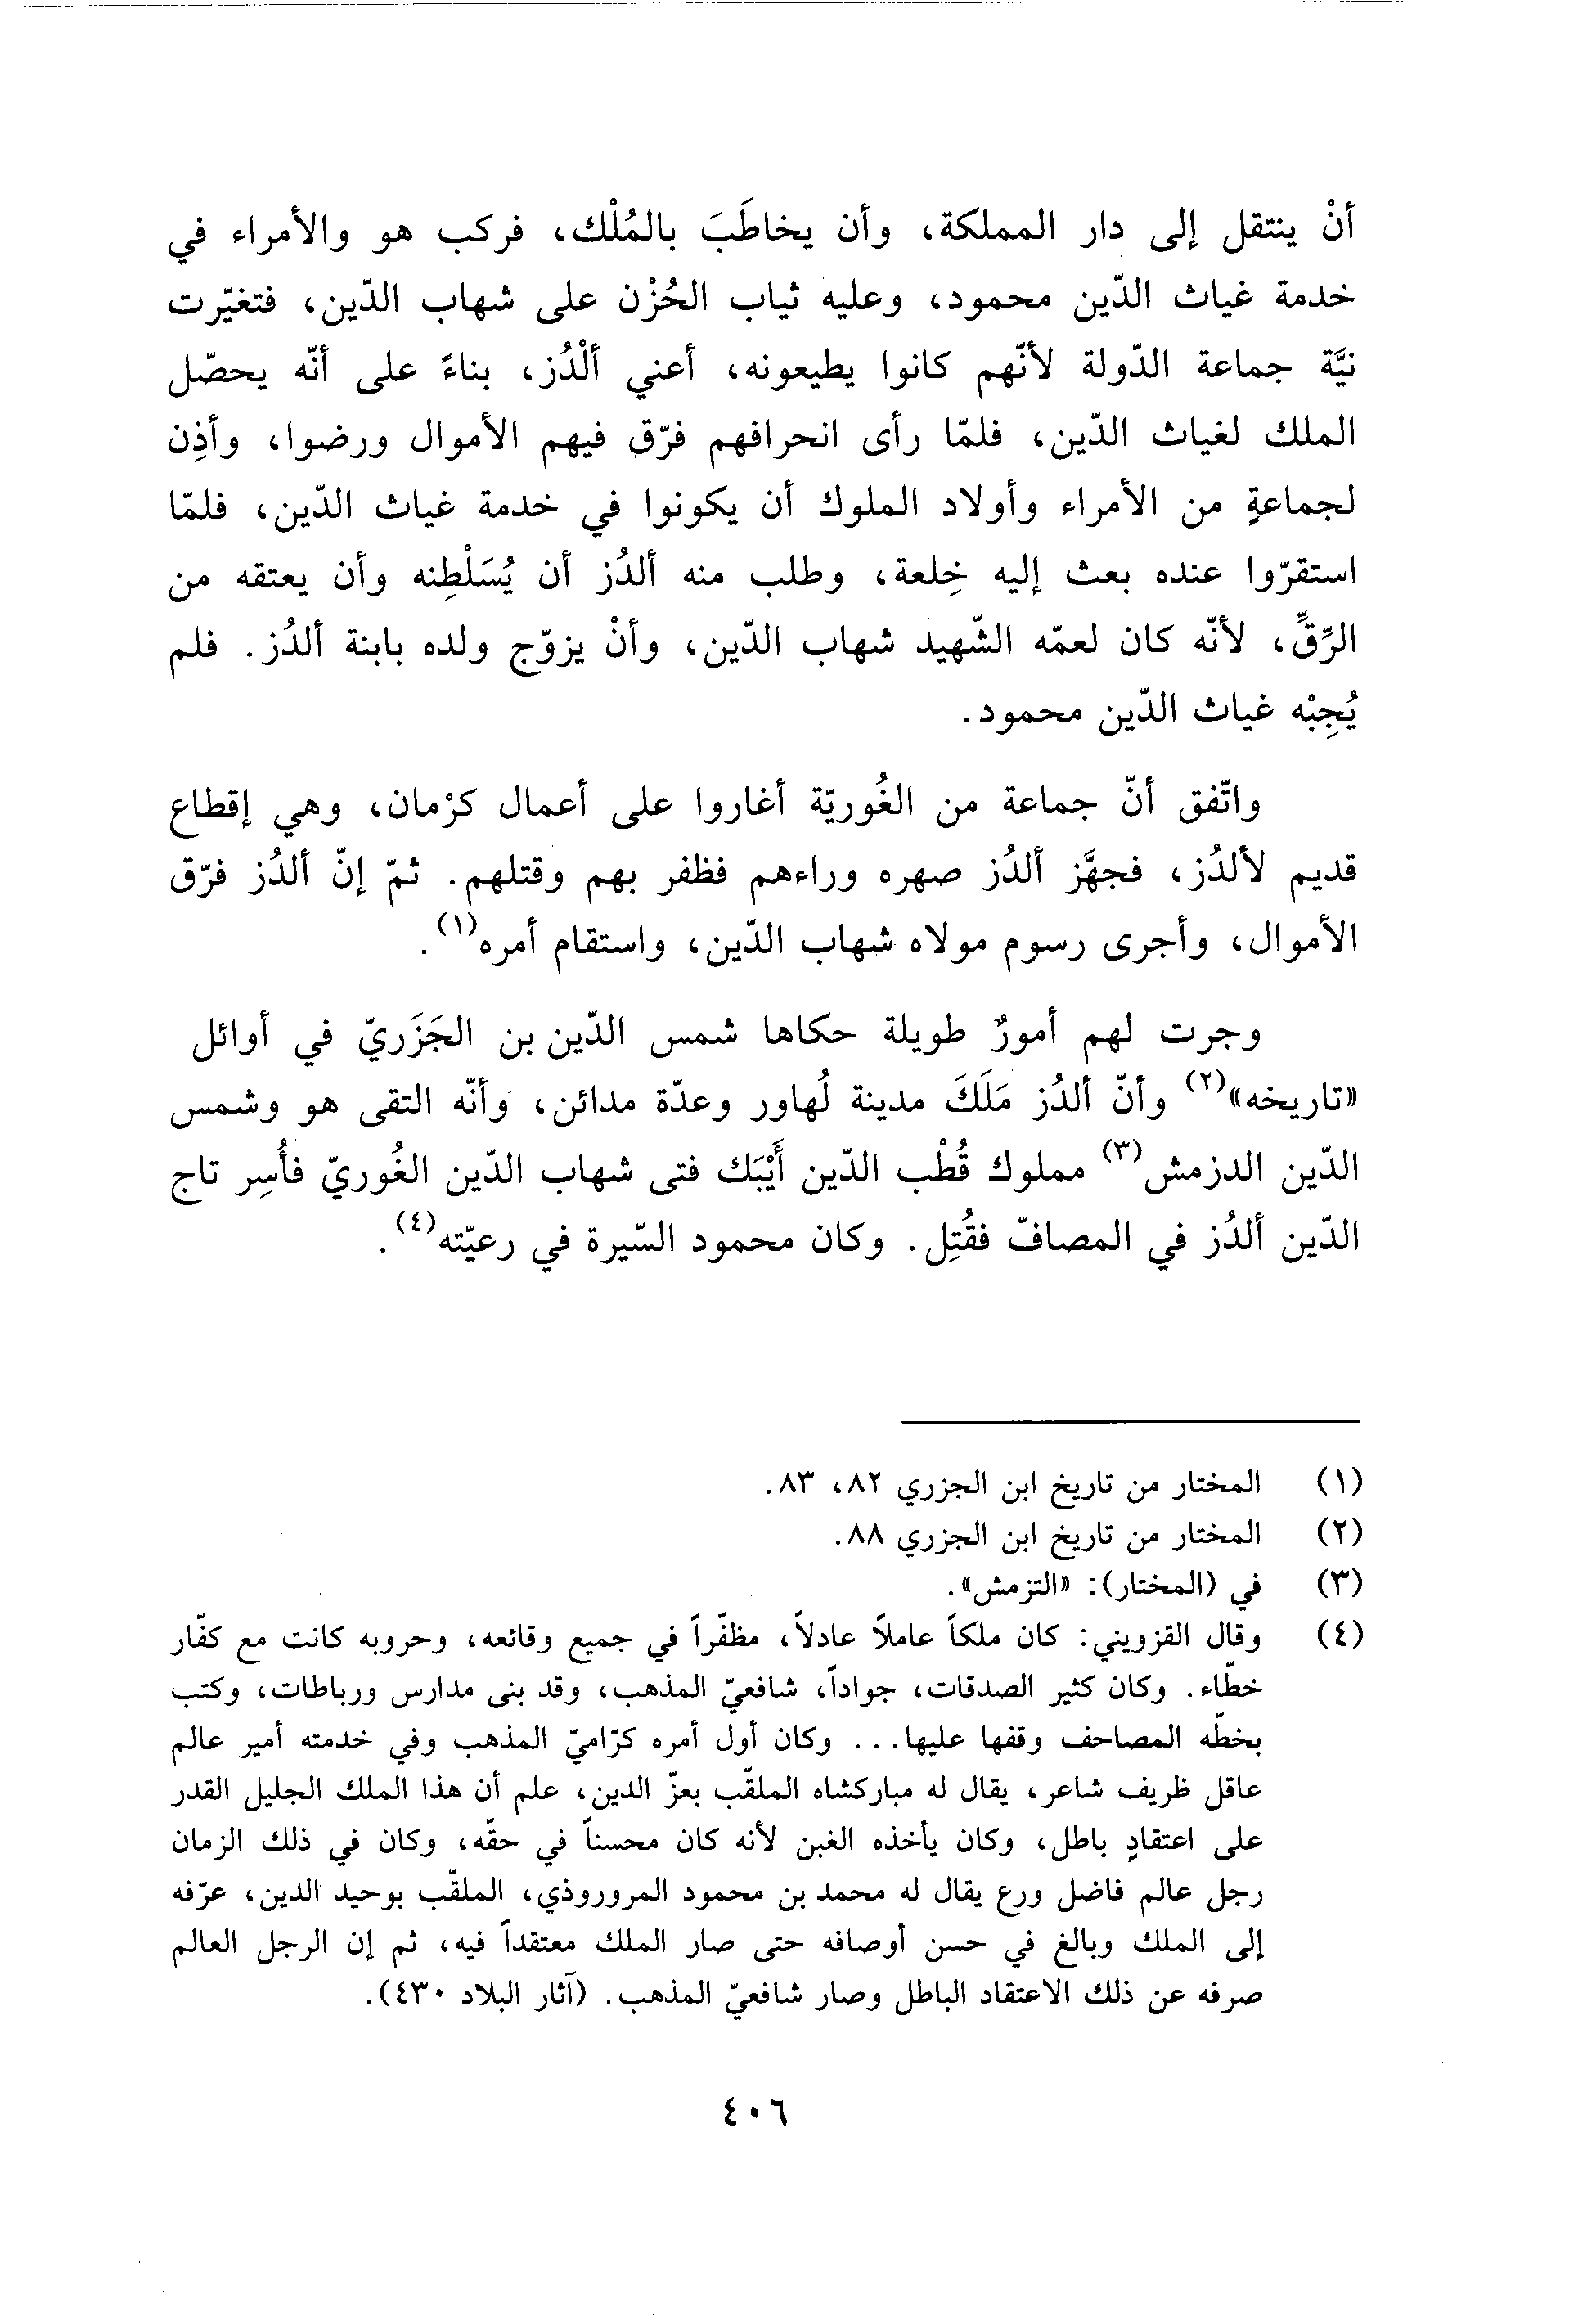 أنْ ينتقل إلى دار المملكة، وأن يخاطَبَ بالمُلْك، فركب هو والأمراء في
خدمة غياث الدّين محمود، وعليه ثياب الحُزْن على شهاب الدّين، فتغيّرت
نيَّة جماعة الدّولة لأنّهم كانوا يطيعونه، أعني ألْدُز، بناءً على أنّه يحصّل
الملك لغياث الدّين، فلمّا رأى انحرافهم فرّق فيهم الأموال ورضوا، وأذِن
لجماعةٍ من الأمراء وأولاد الملوك أن يكونوا في خدمة غياث الدّين، فلمّا
استقرّوا عنده بعث إليه خِلعة، وطلب منه ألدُز أن يُسَلْطِنه وأن يعتقه من
الرِّقِّ، لأنّه كان لعمّه الشّهيد شهاب الدّين، وأنْ يزوّج ولده بابنة ألدُز. فلم
يُجِبْه غياث الدّين محمود.
واتّفق أنّ جماعة من الغُوريّة أغاروا على أعمال كرْمان، وهي إقطاع
قديم لألدُز، فجهَّز ألدُز صهره وراءهم فظفر بهم وقتلهم. ثمّ إنّ ألدُز فرّق
الأموال، وأجرى رسوم مولاه شهاب الدّين، واستقام أمره(١).
وجرت لهم أمورٌ طويلة حكاها شمس الدّين بن الجَزَريّ في أوائل
«تاريخه»(٢) وأنّ ألدُز مَلَكَ مدينة لُهاور وعدّة مدائن، وأنّه التقى هو وشمس
الدّين الدزمش(٣) مملوك قُطْب الدّين أَيْبَك فتى شهاب الدّين الغُوريّ فأُسِر تاج
الدّين ألدُز في المصافّ فقُتِل. وكان محمود السّيرة في رعيّته(٤).
(١) المختار من تاريخ ابن الجزري ٨٢، ٨٣.
(٢) المختار من تاريخ ابن الجزري ٨٨.
(٣) في (المختار): «التزمش».
(٤) وقال القزويني: كان ملكاً عاملاً عادلاً، مظفّراً في جميع وقائعه، وحروبه كانت مع كفّار
خطّاء. وكان كثير الصدقات، جواداً، شافعيّ المذهب، وقد بنى مدارس ورباطات، وكتب
بخطّه المصاحف وقفها عليها... وكان أول أمره كرّاميّ المذهب وفي خدمته أمير عالم
عاقل ظريف شاعر، يقال له مباركشاه الملقّب بعزّ الدين، علم أن هذا الملك الجليل القدر
على اعتقادٍ باطل، وكان يأخذه الغبن لأنه كان محسناً في حقّه، وكان في ذلك الزمان
رجل عالم فاضل ورع يقال له محمد بن محمود المروروذي، الملقّب بوحيد الدين، عرّفه
إلى الملك وبالغ في حسن أوصافه حتى صار الملك معتقداً فيه، ثم إن الرجل العالم
صرفه عن ذلك الاعتقاد الباطل وصار شافعيّ المذهب. (آثار البلاد ٤٣٠).
٤٠٦